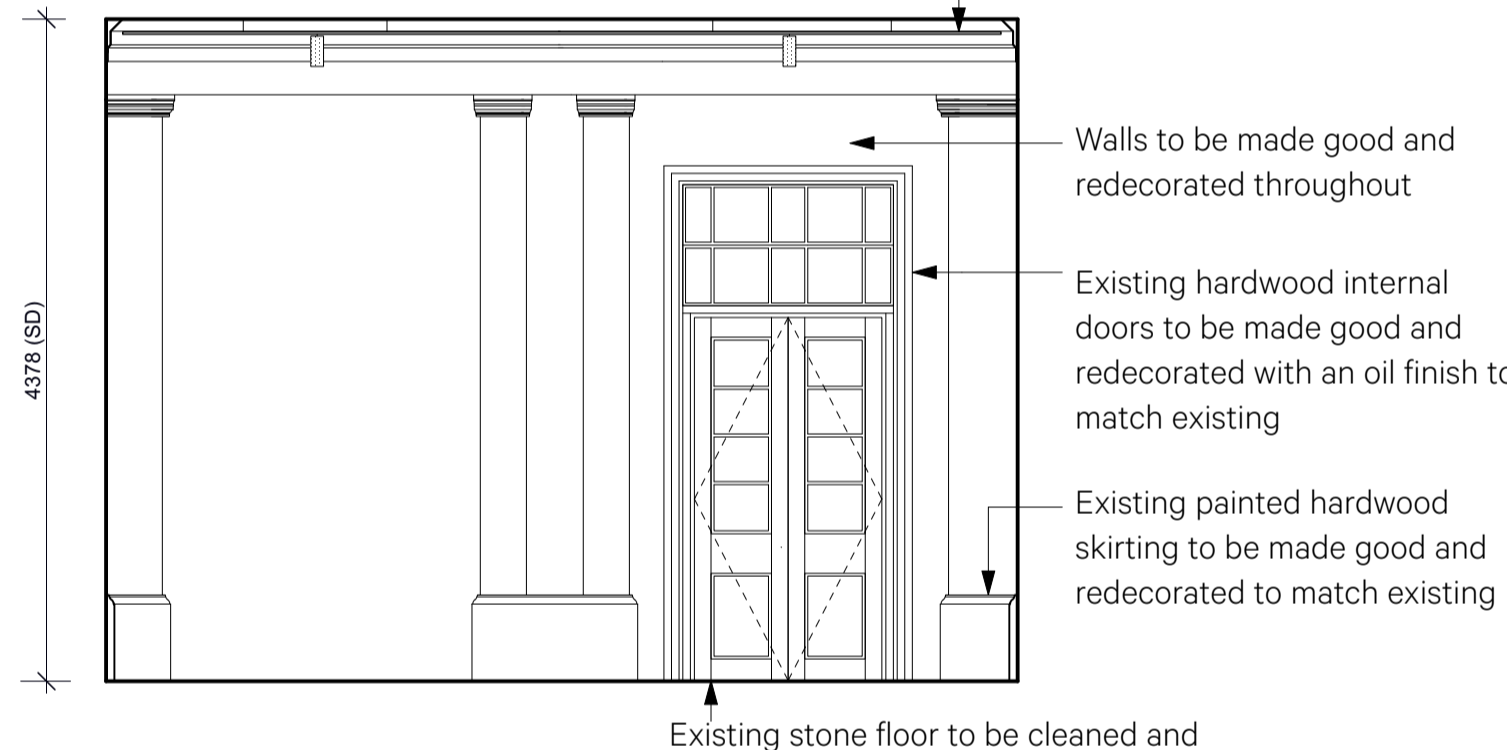 4378 (SD)
Walls to be made good and
redecorated throughout
Existing hardwood internal
doors to be made good and
redecorated with an oil finish to
match existing
Existing painted hardwood
skirting to be made good and
redecorated to match existing
Existing stone floor to be cleaned and